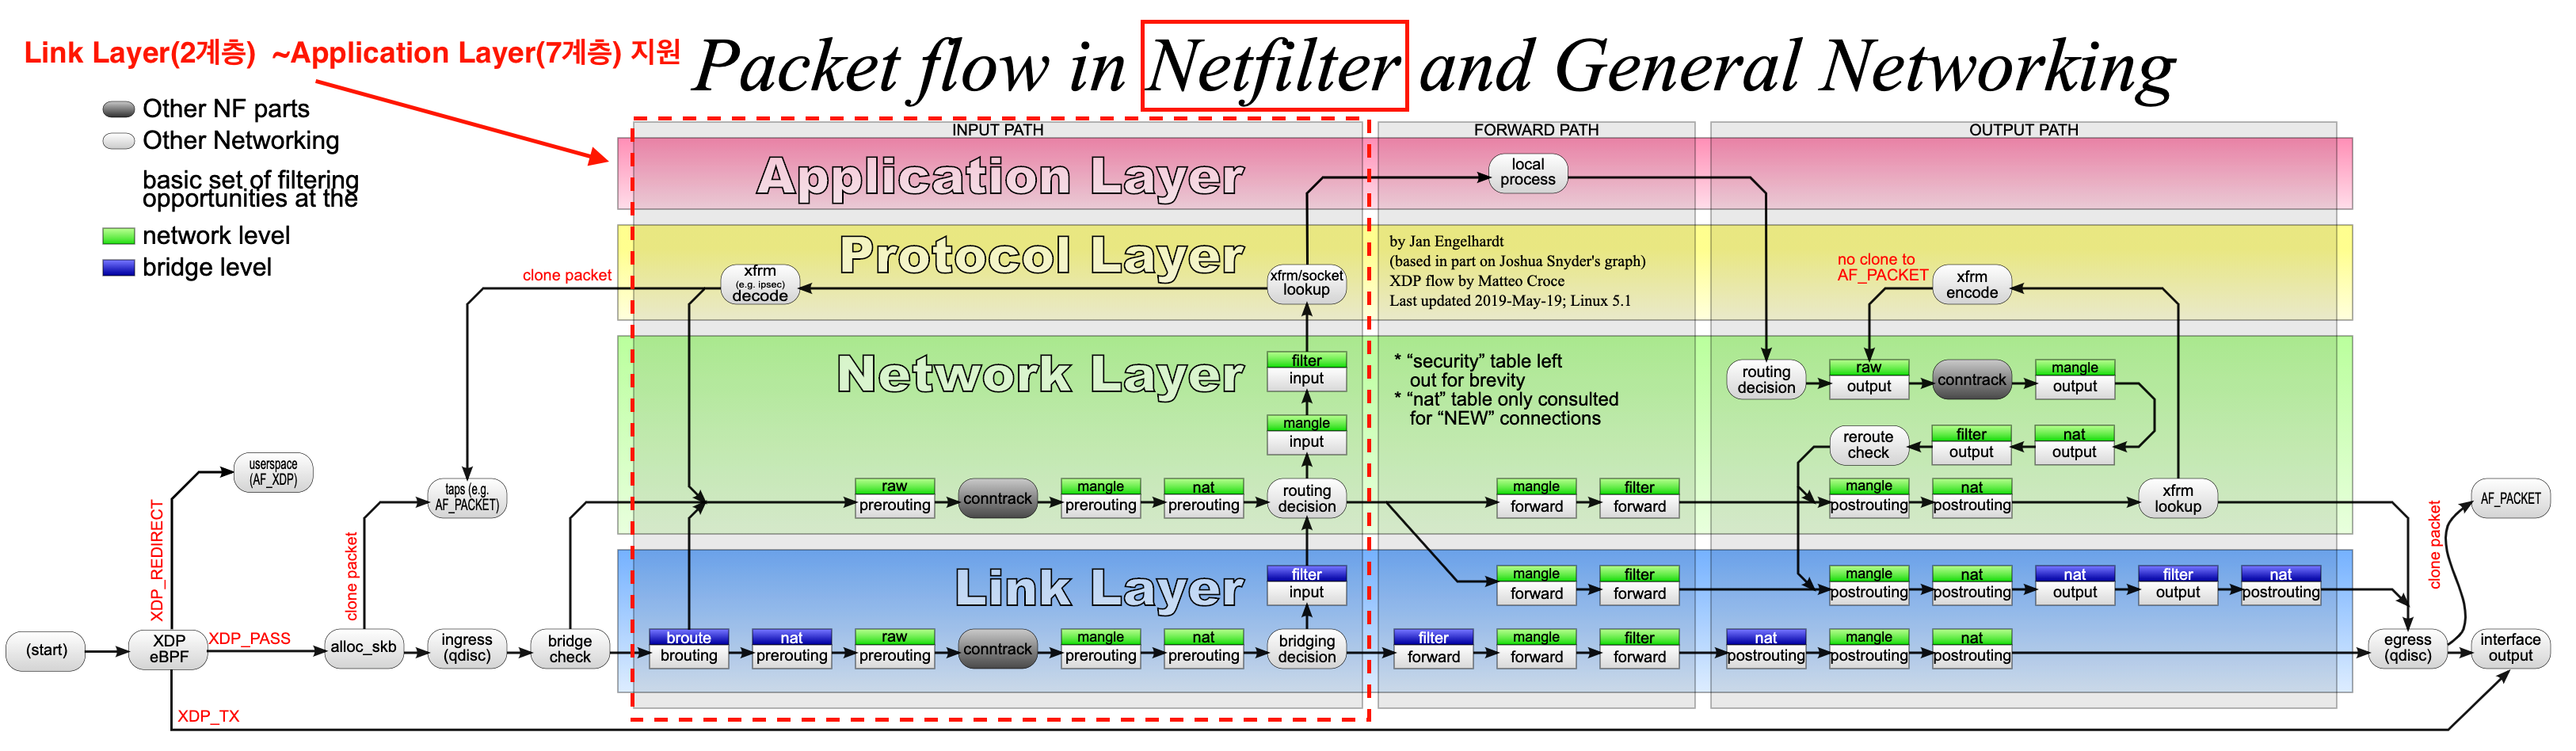 Link Layer(2계층) ~Application Layer(7계층) 지원
Packet flow in Netfilter and General Networking
Other NF parts
Other Networking
basic set of filtering
opportunities at the
network level
bridge level
INPUT PATH
FORWARD PATH
OUTPUT PATH
Application Layer
local
process
Protocol Layer
by Jan Engelhardt
(based in part on Joshua Snyder's graph)
XDP flow by Matteo Croce
Last updated 2019-May-19; Linux 5.1
clone packet
xfrm
(e.g. ipsec)
decode
xfrm/socket
lookup
no clone to
AF_PACKET
xfrm
encode
Network Layer
filter
input
mangle
input
* “security” table left
out for brevity
* “nat” table only consulted
for “NEW” connections
routing
decision
raw
output
conntrack
mangle
output
reroute
check
filter
output
nat
output
userspace
(AF_XDP)
taps (e.g.
AF_PACKET)
raw
prerouting
conntrack
mangle
prerouting
nat
prerouting
routing
decision
mangle
forward
filter
forward
mangle
postrouting
nat
postrouting
xfrm
lookup
AF_PACKET
XDP_REDIRECT
clone packet
clone packet
Link Layer
filter
input
mangle
forward
filter
forward
mangle
postrouting
nat
postrouting
nat
output
filter
output
nat
postrouting
(start)
XDP
eBPF
XDP_PASS
alloc_skb
ingress
(qdisc)
bridge
check
broute
brouting
nat
prerouting
raw
prerouting
conntrack
mangle
prerouting
nat
prerouting
bridging
decision
filter
forward
mangle
forward
filter
forward
nat
postrouting
mangle
postrouting
nat
postrouting
egress
(qdisc)
interface
output
XDP_TX